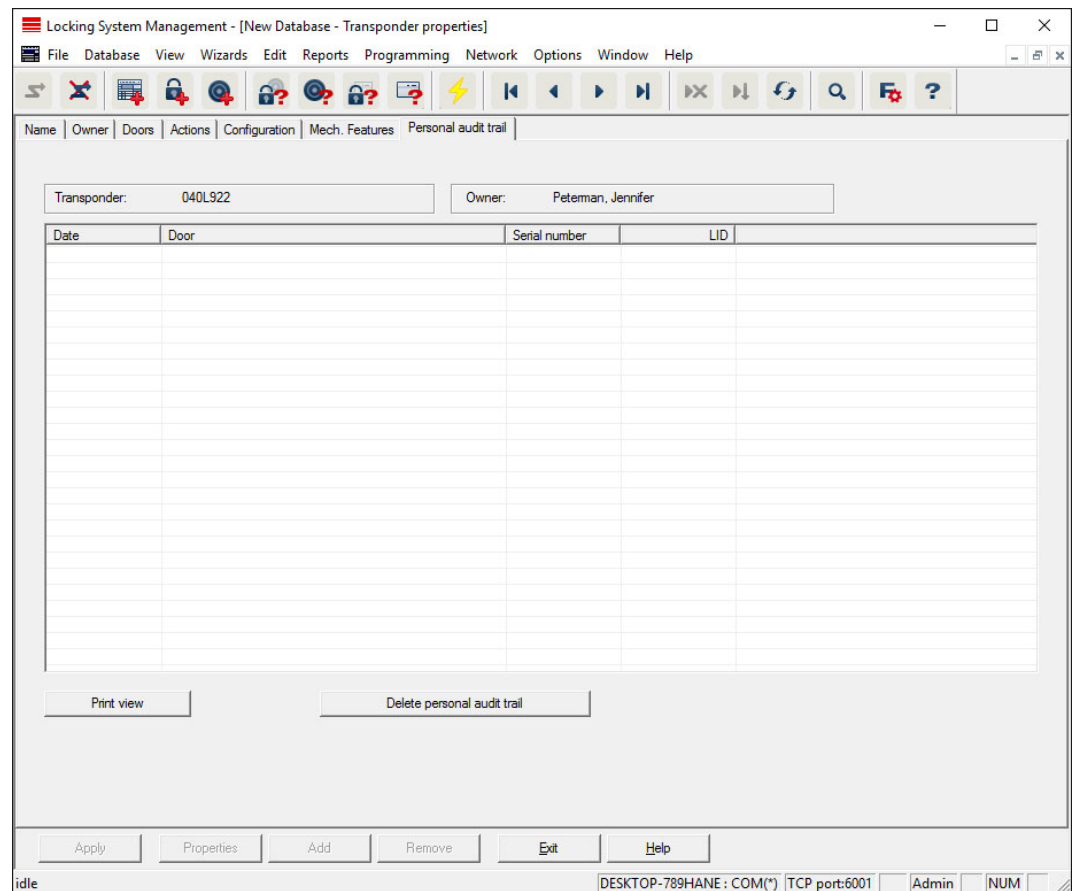 Locking System Management - [New Database - Transponder properties]
File Database View Wizards Edit Reports Programming Network Options Window Help
Name Owner Doors Actions Configuration Mech. Features Personal audit trail
Transponder: 040L922 Owner: Peterman, Jennifer
Date Door Serial number LID
Print view Delete personal audit trail
Apply Properties Add Remove Exit Help
idle DESKTOP-789HANE : COM(*) TCP port:6001 Admin NUM